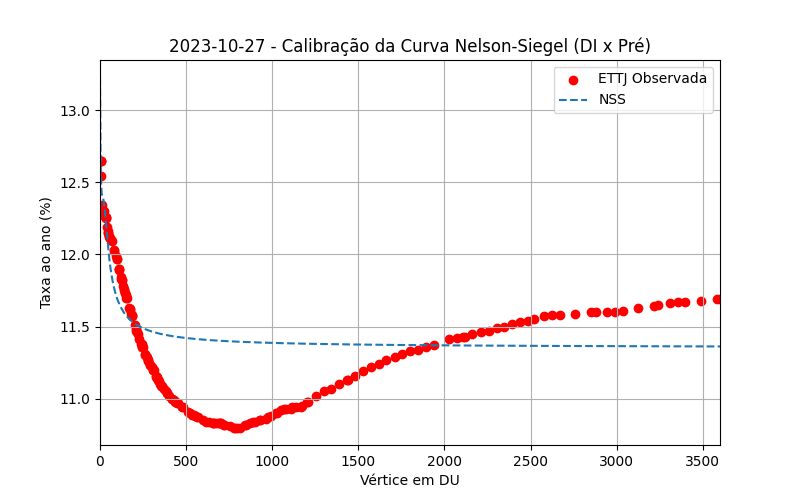 2023-10-27 - Calibração da Curva Nelson-Siegel (DI x Pré)
ETTJ Observada
NSS
13.0
12.5
12.0
11.5
11.0
Taxa ao ano (%)
0 500 1000 1500 2000 2500 3000 3500
Vértice em DU